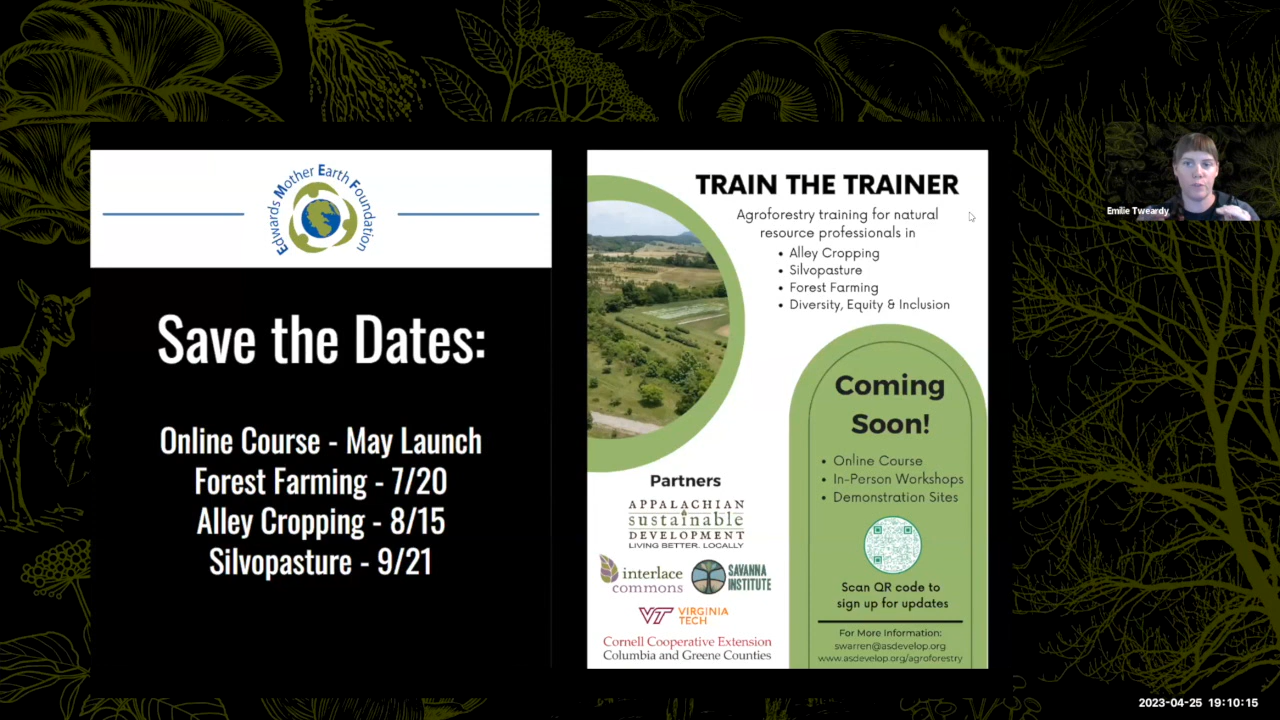 Edwards Mother Earth Foundation
Save the Dates:
Online Course - May Launch
Forest Farming - 7/20
Alley Cropping - 8/15
Silvopasture - 9/21
TRAIN THE TRAINER
Agroforestry training for natural
resource professionals in
• Alley Cropping
• Silvopasture
• Forest Farming
• Diversity, Equity & Inclusion
Coming
Soon!
• Online Course
• In-Person Workshops
• Demonstration Sites
Scan QR code to
sign up for updates
For More Information:
swarren@asdevelop.org
www.asdevelop.org/agroforestry
Partners
APPALACHIAN
sustainable
DEVELOPMENT
LIVING BETTER. LOCALLY
interlace
commons
SAVANNA
INSTITUTE
VT VIRGINIA
TECH
Cornell Cooperative Extension
Columbia and Greene Counties
Emilie Tweardy
2023-04-25 19:10:15